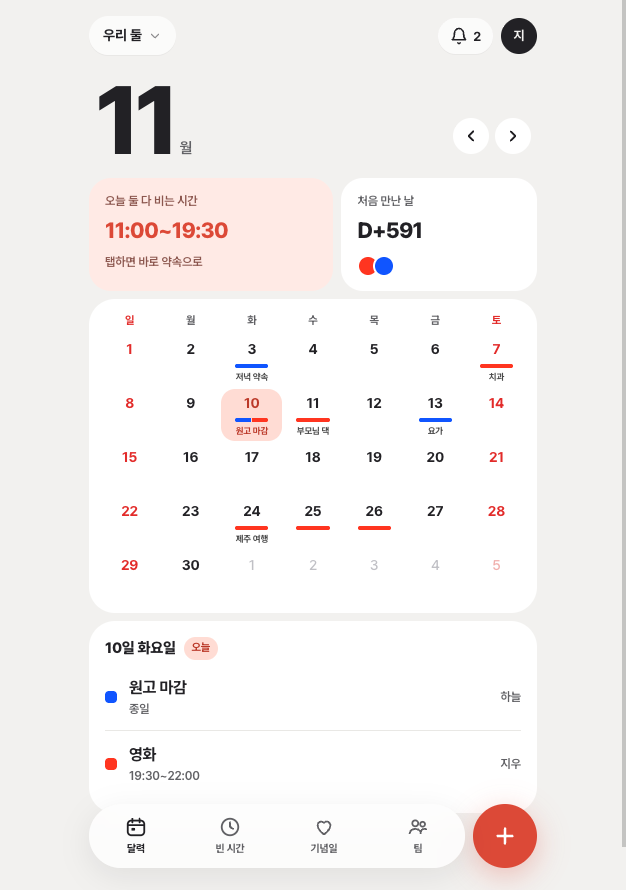 우리 둘
2
지
11월
오늘 둘 다 비는 시간
11:00~19:30
탭하면 바로 약속으로
처음 만난 날
D+591
일 월 화 수 목 금 토
1 2 3 4 5 6 7
저녁 약속 치과
8 9 10 11 12 13 14
원고 마감 부모님 댁 요가
15 16 17 18 19 20 21
22 23 24 25 26 27 28
제주 여행
29 30 1 2 3 4 5
10일 화요일 오늘
원고 마감
종일
하늘
영화
19:30~22:00
지우
달력 빈 시간 기념일 팀